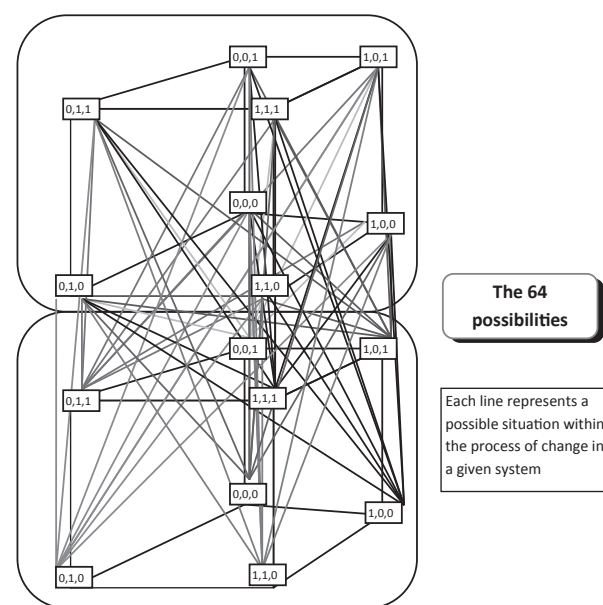 0,0,1
1,0,1
0,1,1
1,1,1
0,0,0
1,0,0
0,1,0
1,1,0
The 64
possibilities
0,0,1
1,0,1
0,1,1
1,1,1
Each line represents a
possible situation within
the process of change in
a given system
0,0,0
1,0,0
0,1,0
1,1,0